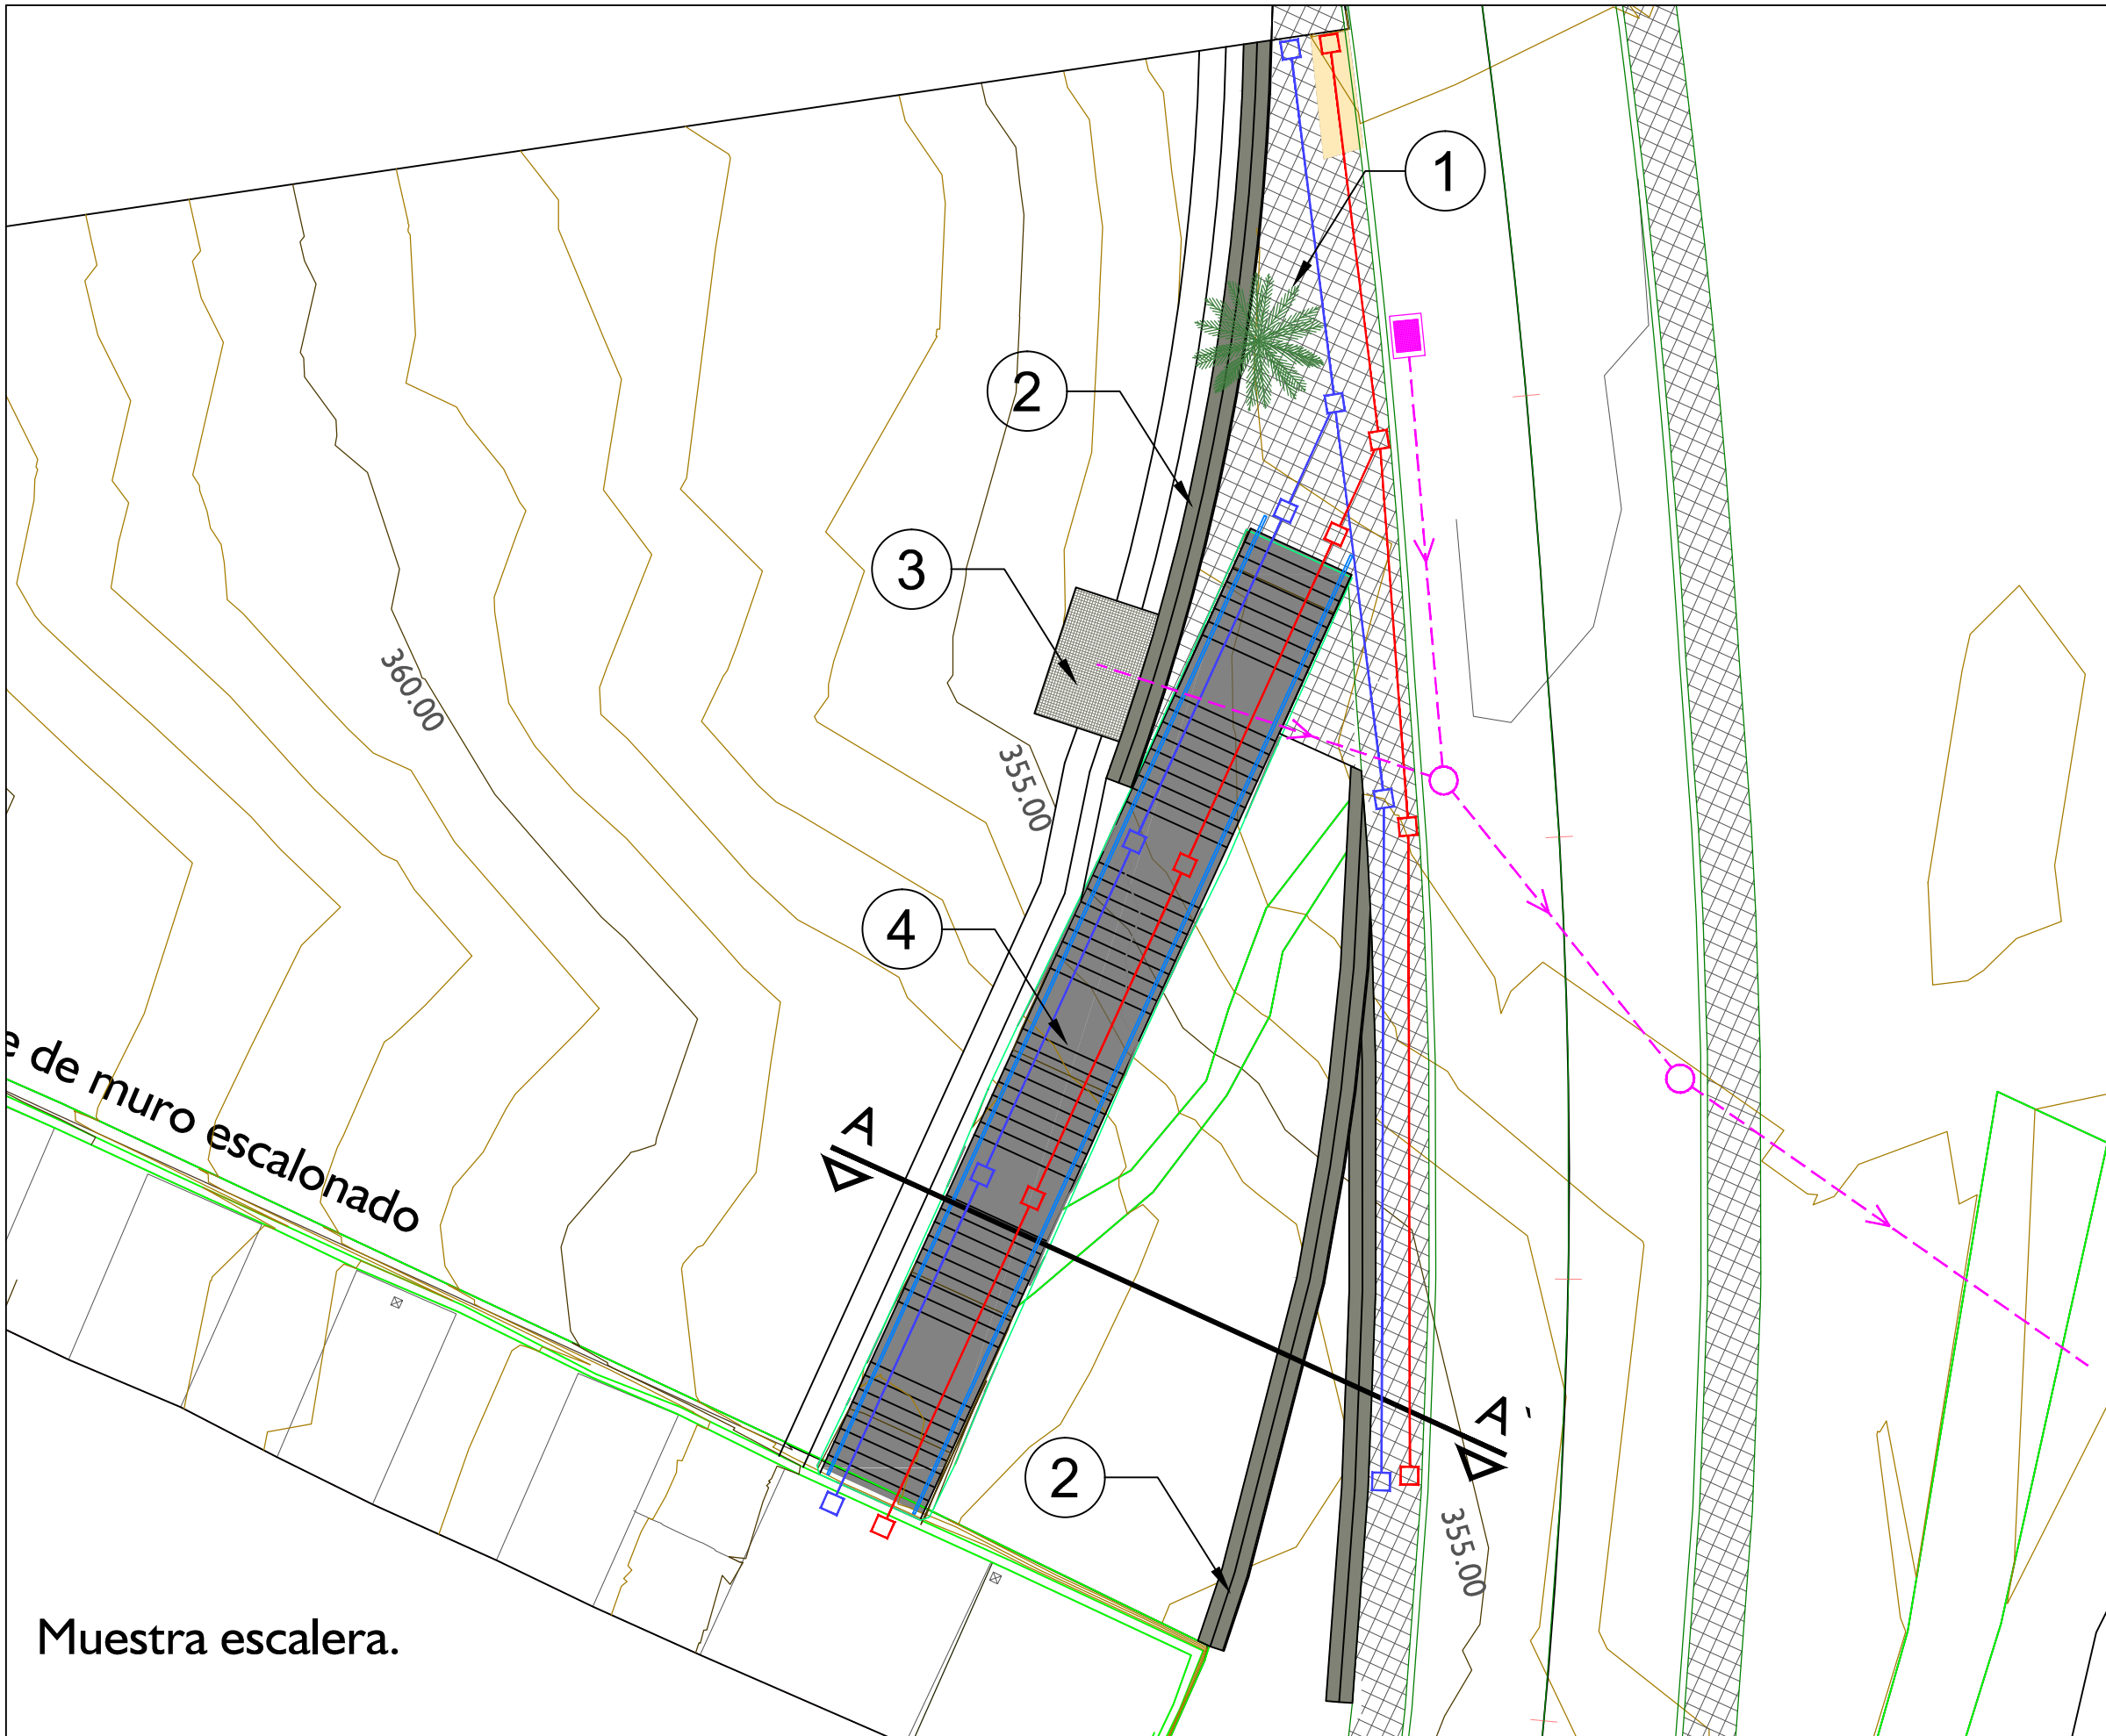 1
2
3
360.00
355.00
4
e de muro escalonado
A
A`
2
355.00
Muestra escalera.